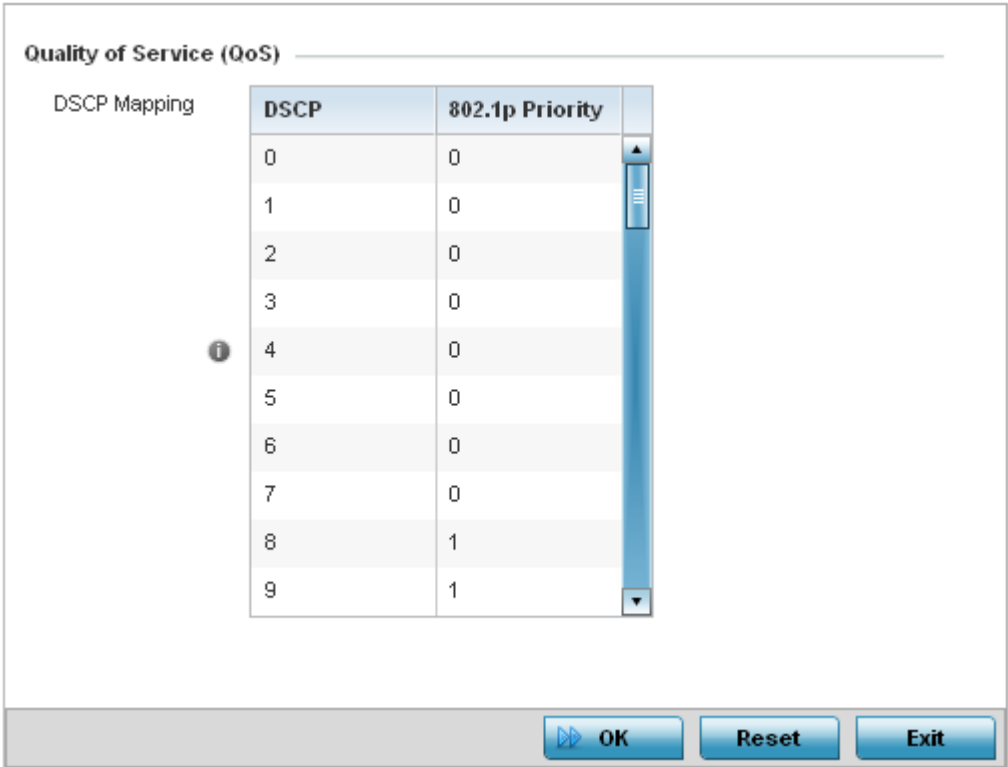 Quality of Service (QoS)
DSCP Mapping
DSCP 802.1p Priority
0 0
1 0
2 0
3 0
4 0
5 0
6 0
7 0
8 1
9 1
OK Reset Exit